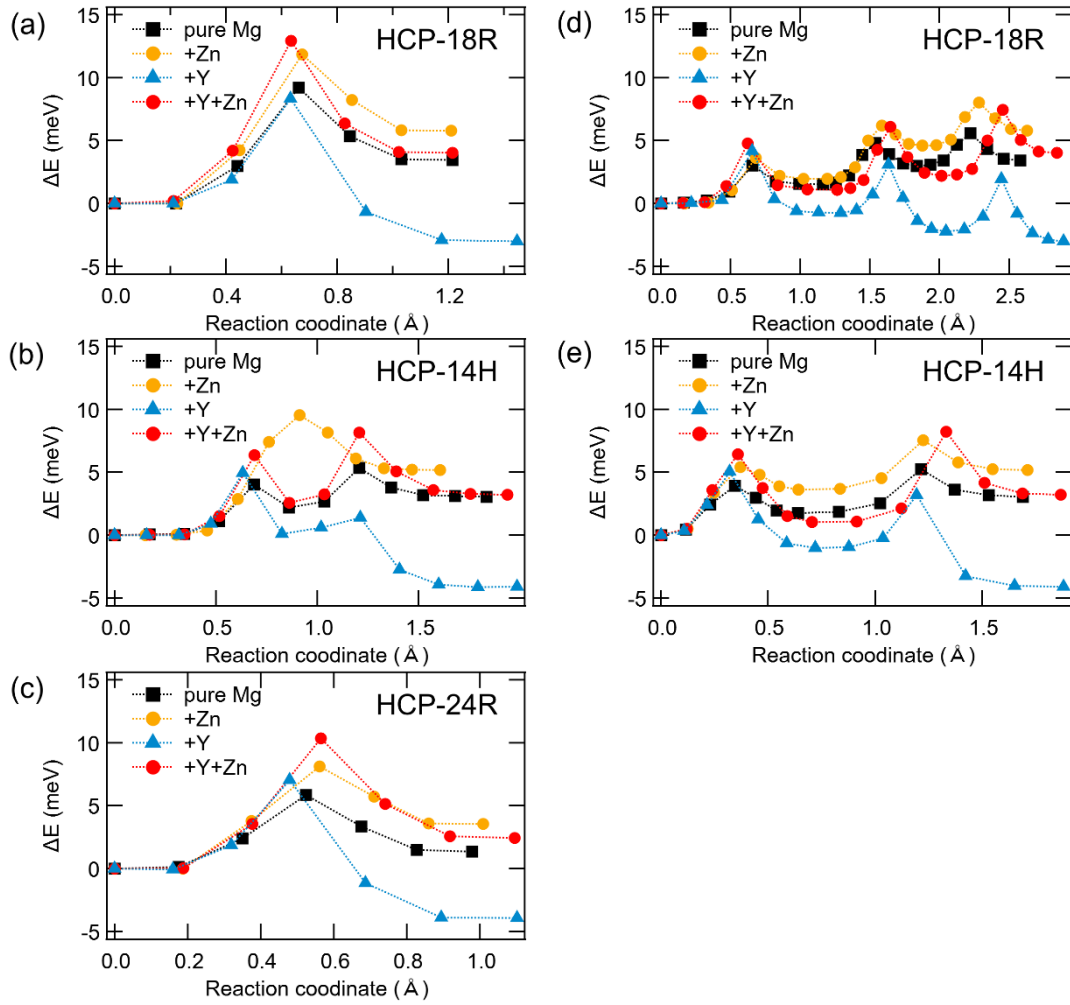 (a)
HCP-18R
pure Mg
+Zn
+Y
+Y+Zn
ΔE (meV)
15
10
5
0
-5
0.0 0.4 0.8 1.2
Reaction coodinate (Å)
(d)
HCP-18R
pure Mg
+Zn
+Y
+Y+Zn
ΔE (meV)
15
10
5
0
-5
0.0 0.5 1.0 1.5 2.0 2.5
Reaction coodinate (Å)
(b)
HCP-14H
pure Mg
+Zn
+Y
+Y+Zn
ΔE (meV)
15
10
5
0
-5
0.0 0.5 1.0 1.5
Reaction coodinate (Å)
(e)
HCP-14H
pure Mg
+Zn
+Y
+Y+Zn
ΔE (meV)
15
10
5
0
-5
0.0 0.5 1.0 1.5
Reaction coodinate (Å)
(c)
HCP-24R
pure Mg
+Zn
+Y
+Y+Zn
ΔE (meV)
15
10
5
0
-5
0.0 0.2 0.4 0.6 0.8 1.0
Reaction coodinate (Å)